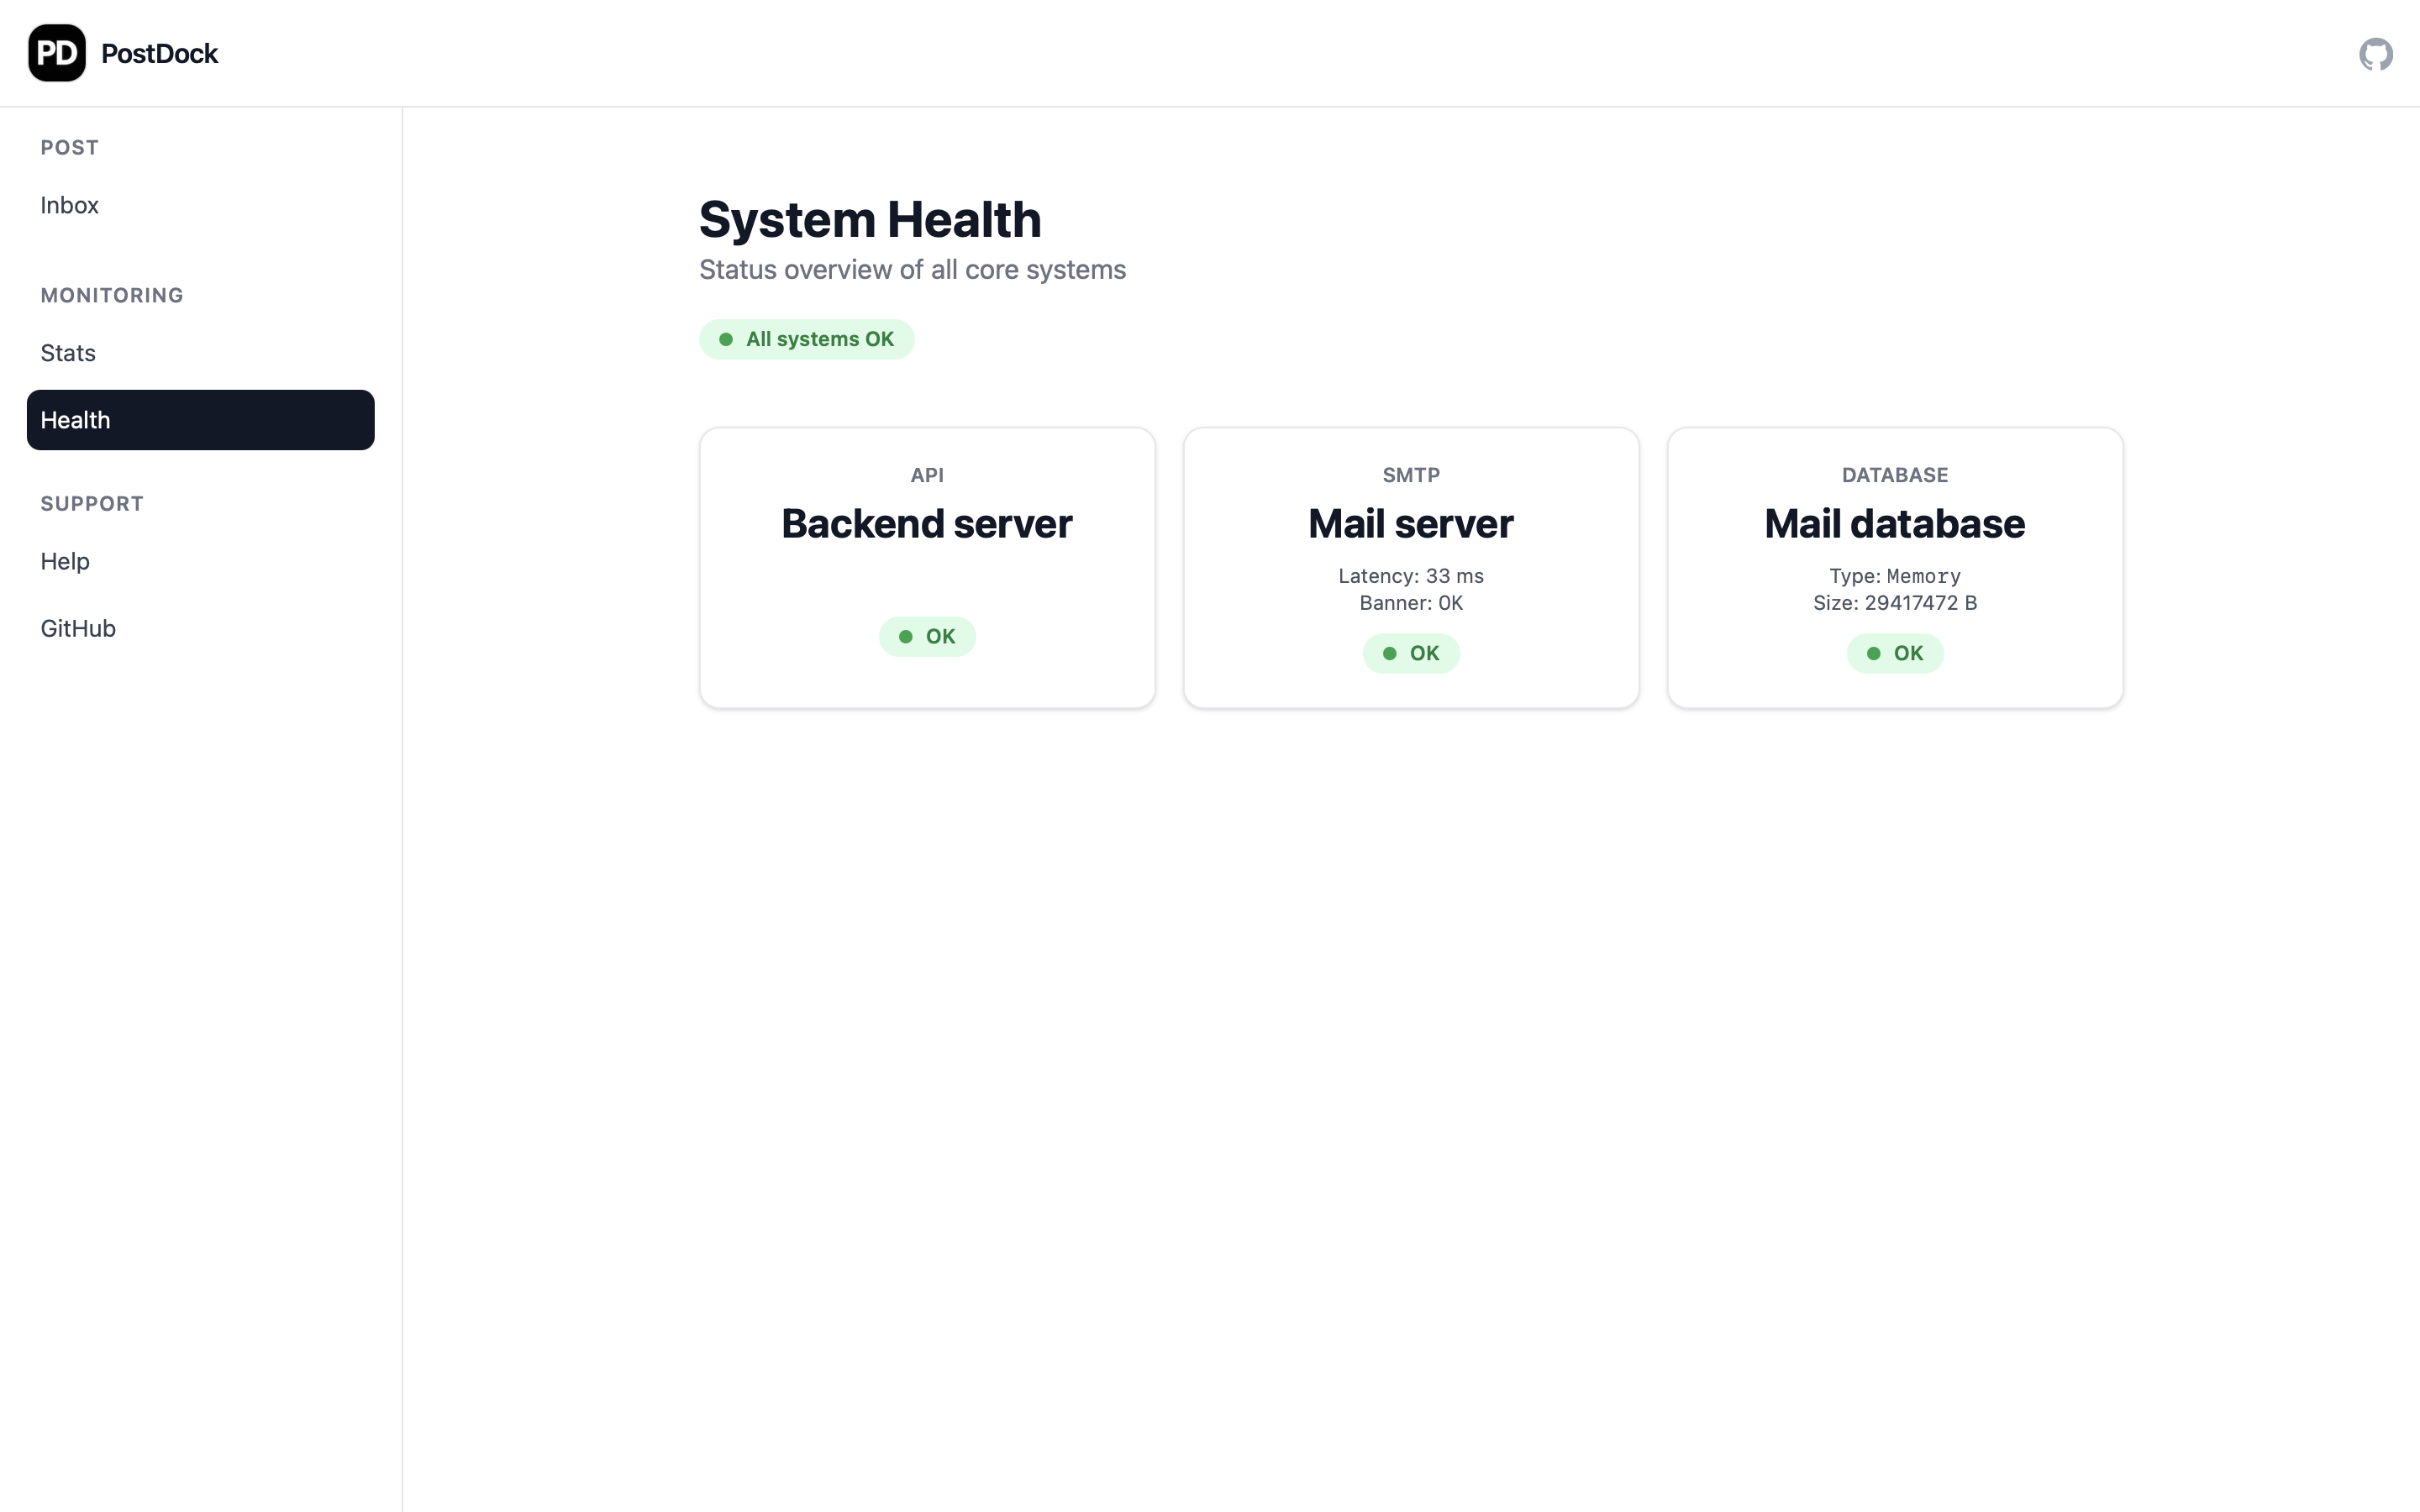 PD PostDock
POST
Inbox
MONITORING
Stats
Health
SUPPORT
Help
GitHub
System Health
Status overview of all core systems
All systems OK
API
Backend server
OK
SMTP
Mail server
Latency: 33 ms
Banner: OK
OK
DATABASE
Mail database
Type: Memory
Size: 29417472 B
OK